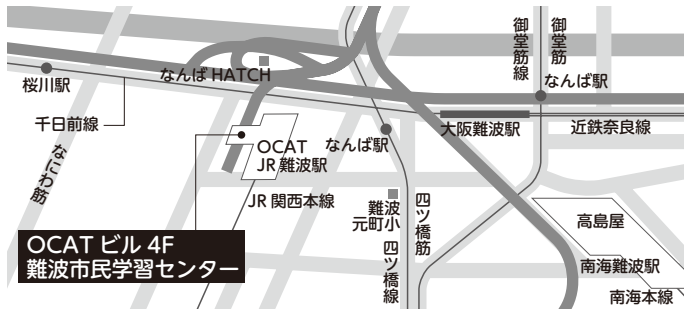 御堂筋線
御堂筋
桜川駅
なんば HATCH
なんば駅
千日前線
なにわ筋
OCAT
JR 難波駅
なんば駅
大阪難波駅
近鉄奈良線
JR 関西本線
難波小
元町
四ツ橋線
四ツ橋筋
高島屋
南海難波駅
南海本線
OCAT ビル 4F
難波市民学習センター